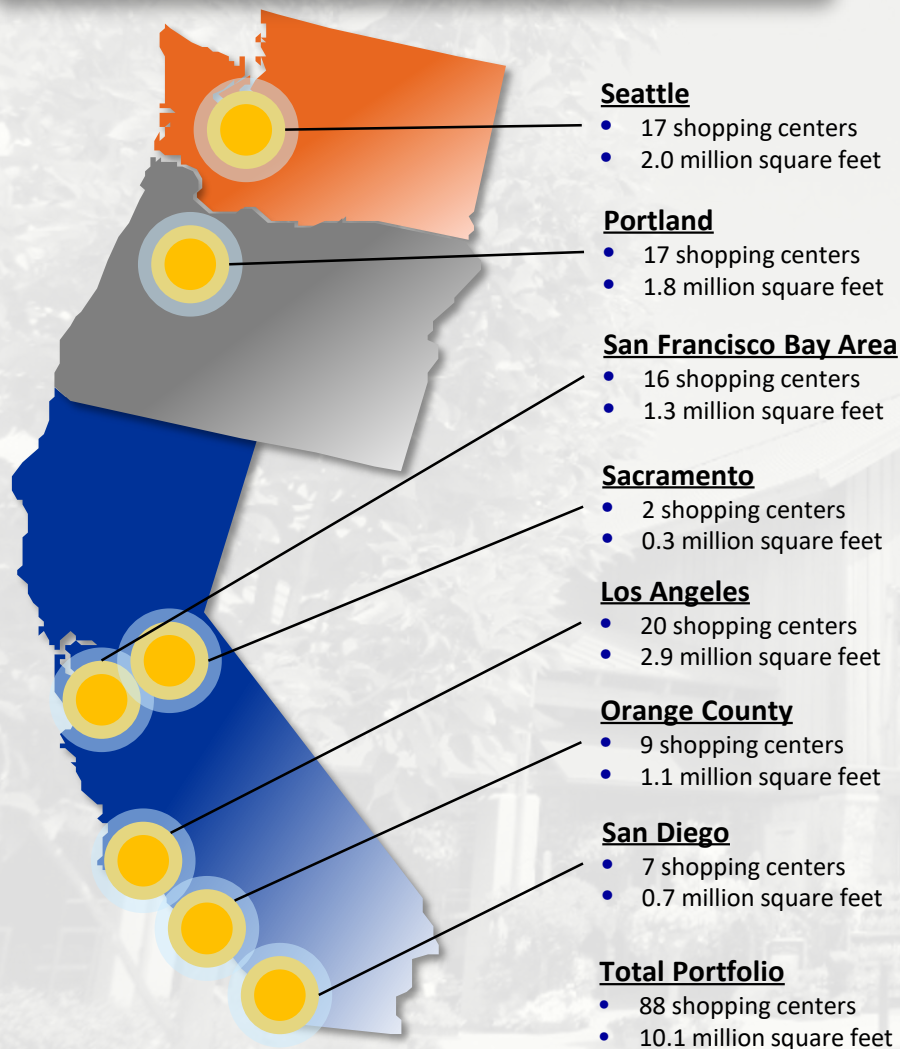 Seattle
• 17 shopping centers
• 2.0 million square feet
Portland
• 17 shopping centers
• 1.8 million square feet
San Francisco Bay Area
• 16 shopping centers
• 1.3 million square feet
Sacramento
• 2 shopping centers
• 0.3 million square feet
Los Angeles
• 20 shopping centers
• 2.9 million square feet
Orange County
• 9 shopping centers
• 1.1 million square feet
San Diego
• 7 shopping centers
• 0.7 million square feet
Total Portfolio
• 88 shopping centers
• 10.1 million square feet